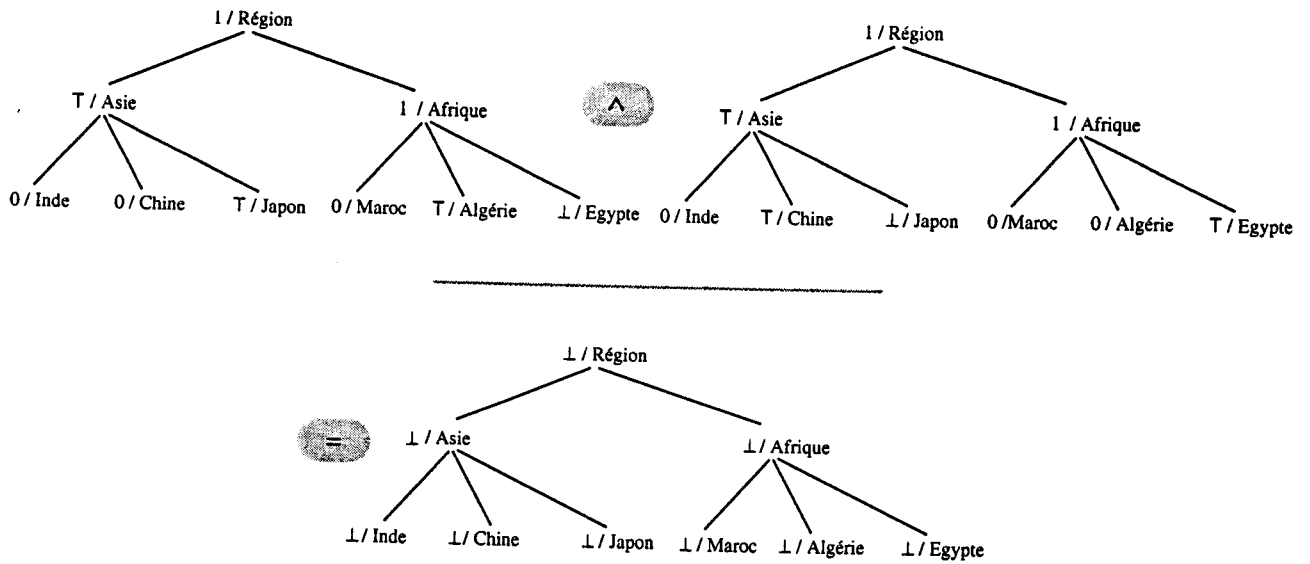 1 / Région
T / Asie
1 / Afrique
0 / Inde
0 / Chine
T / Japon
0 / Maroc
T / Algérie
⊥ / Egypte
∧
1 / Région
T / Asie
1 / Afrique
0 / Inde
T / Chine
⊥ / Japon
0 /Maroc
0 / Algérie
T / Egypte
=
⊥ / Région
⊥ / Asie
⊥ / Afrique
⊥ / Inde
⊥ / Chine
⊥ / Japon
⊥ / Maroc
⊥ / Algérie
⊥ / Egypte